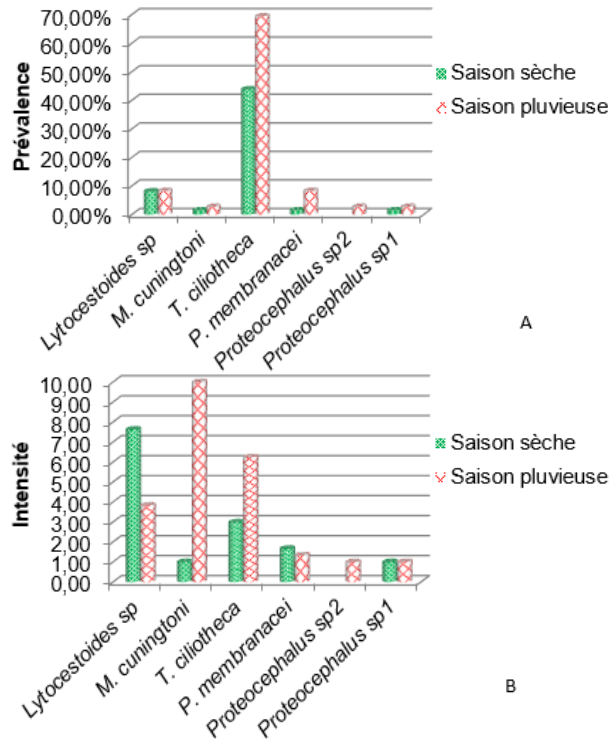 Prévalence
70,00%
60,00%
50,00%
40,00%
30,00%
20,00%
10,00%
0,00%
Saison sèche
Saison pluvieuse
Lytocestoides sp
M. cuningtoni
T. ciliotheca
P. membranacei
Proteocephalus sp2
Proteocephalus sp1
A
Intensité
10,00
9,00
8,00
7,00
6,00
5,00
4,00
3,00
2,00
1,00
0,00
Saison sèche
Saison pluvieuse
Lytocestoides sp
M. cuningtoni
T. ciliotheca
P. membranacei
Proteocephalus sp2
Proteocephalus sp1
B